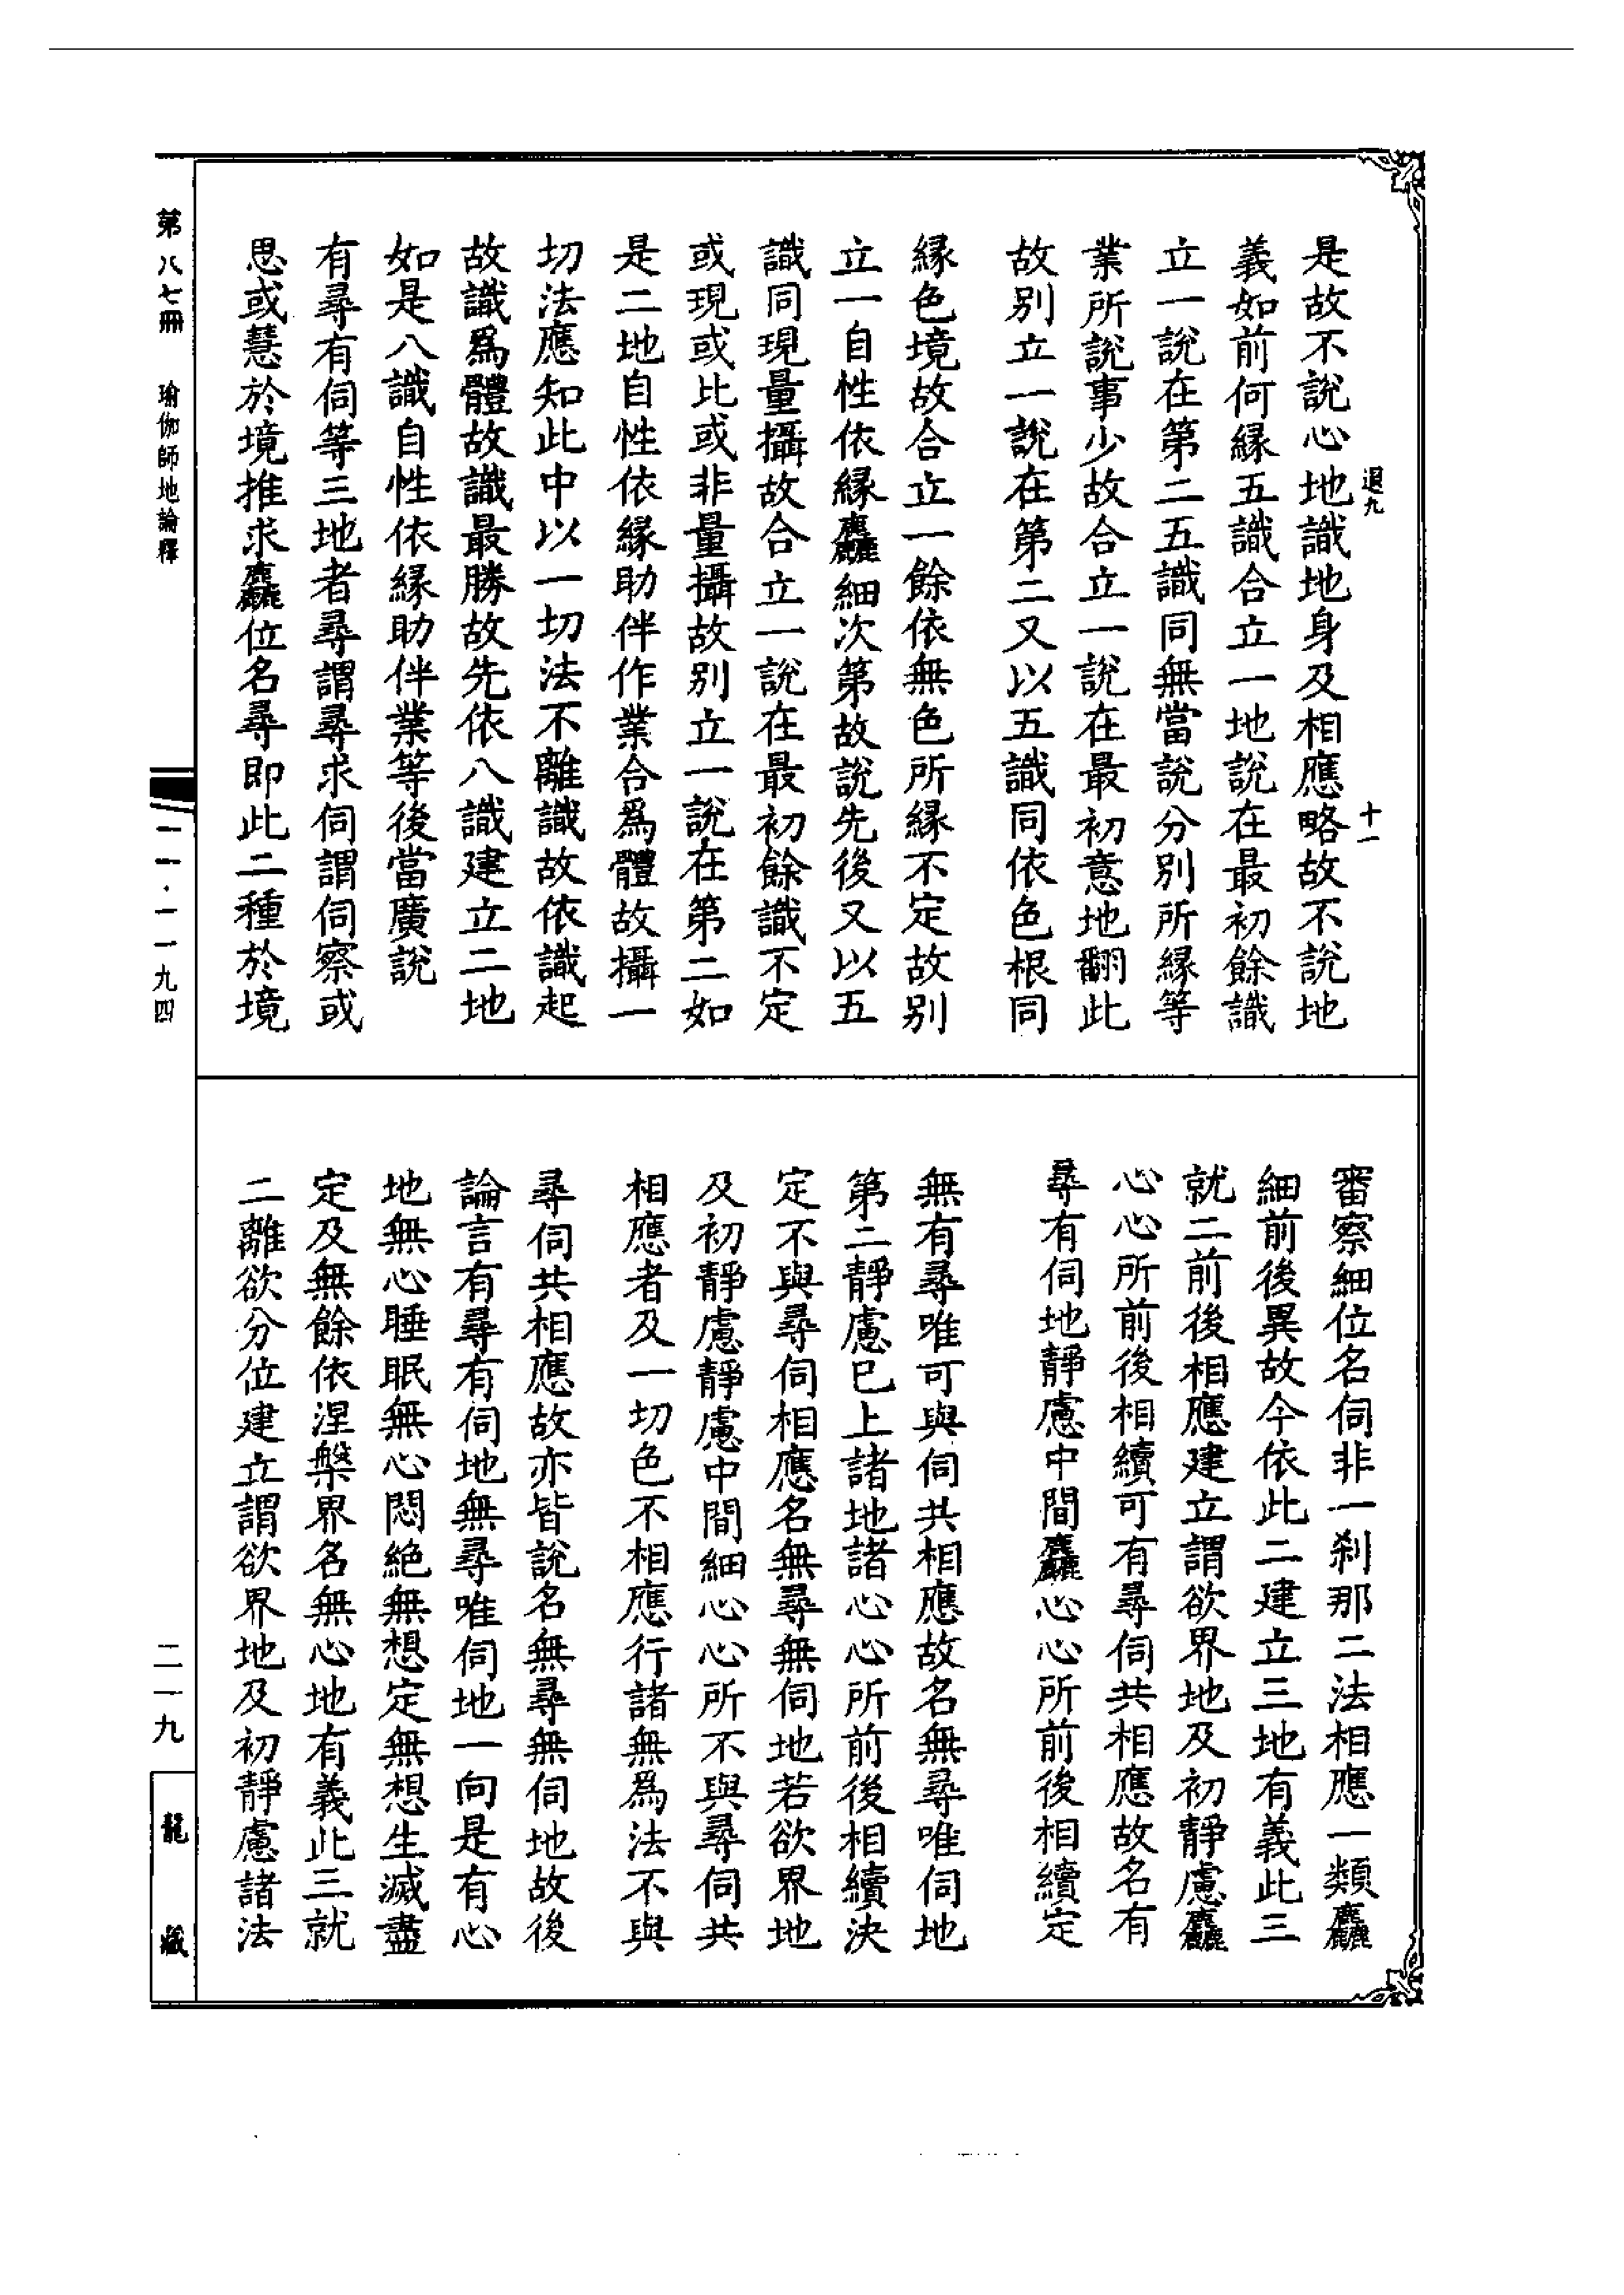 是故不說心地識地身及相應略故不說地
義如前何緣五識合立一地說在最初餘識
立一說在第二五識同無當說分別所緣等
業所說事少故合立一說在最初意地翻此
故別立一說在第二又以五識同依色根同
緣色境故合立一餘依無色所緣不定故別
立一自性依緣麤細次第故說先後又以五
識同現量攝故合立一說在最初餘識不定
或現或比或非量攝故別立一說在第二如
是二地自性依緣助伴作業合爲體故攝一
切法應知此中以一切法不離識故依識起
故識爲體故識最勝故先依八識建立二地
如是八識自性依緣助伴業等後當廣說
有尋有伺等三地者尋謂尋求伺謂伺察或
思或慧於境推求麤位名尋即此二種於境
審察細位名伺非一剎那二法相應一類麤
細前後異故今依此二建立三地有義此三
就二前後相應建立謂欲界地及初靜慮麤
心心所前後相續可有尋伺共相應故名有
尋有伺地靜慮中間麤心心所前後相續定
無有尋唯可與伺共相應故名無尋唯伺地
第二靜慮已上諸地諸心心所前後相續決
定不與尋伺相應名無尋無伺地若欲界地
及初靜慮靜慮中間細心心所不與尋伺共
相應者及一切色不相應行諸無爲法不與
尋伺共相應故亦皆說名無尋無伺地故後
論言有尋有伺地無尋唯伺地一向是有心
地無心睡眠無心悶絕無想定無想生滅盡
定及無餘依涅槃界名無心地有義此三就
二離欲分位建立謂欲界地及初靜慮諸法
退九
十一
第八七冊 瑜伽師地論釋
一一一·一一九四
二一九
龍藏